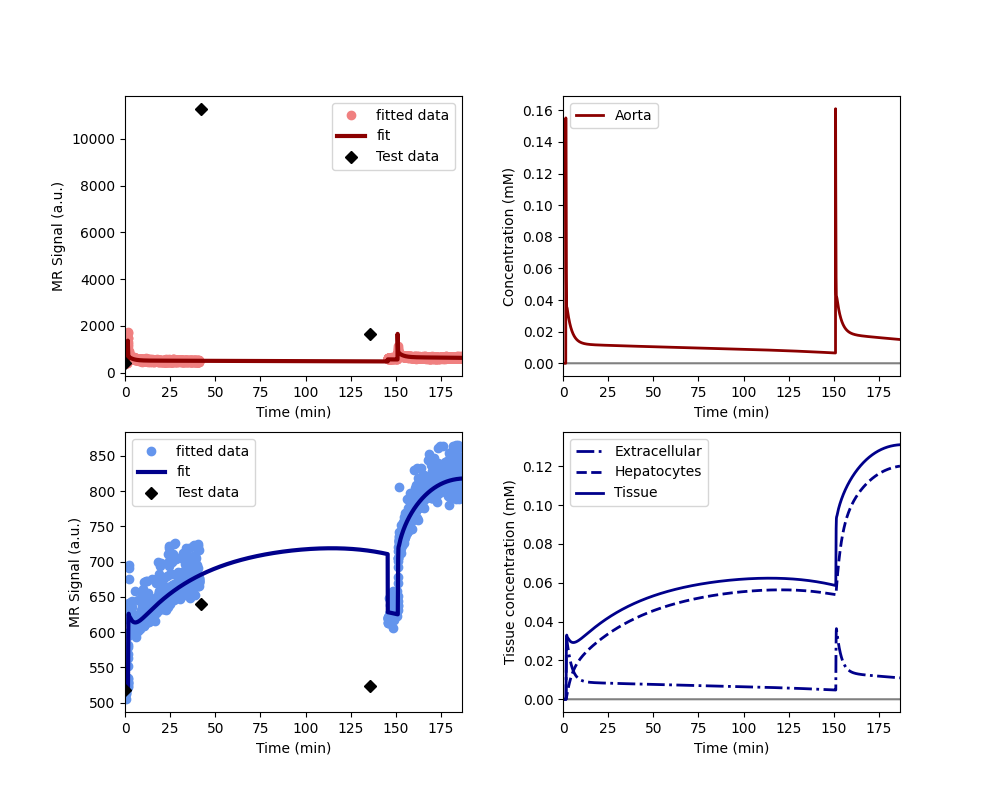 fitted data
fit
Test data
MR Signal (a.u.)
10000
8000
6000
4000
2000
0
0 25 50 75 100 125 150 175
Time (min)
Aorta
Concentration (mM)
0.16
0.14
0.12
0.10
0.08
0.06
0.04
0.02
0.00
0 25 50 75 100 125 150 175
Time (min)
fitted data
fit
Test data
MR Signal (a.u.)
850
800
750
700
650
600
550
500
0 25 50 75 100 125 150 175
Time (min)
Extracellular
Hepatocytes
Tissue
Tissue concentration (mM)
0.12
0.10
0.08
0.06
0.04
0.02
0.00
0 25 50 75 100 125 150 175
Time (min)